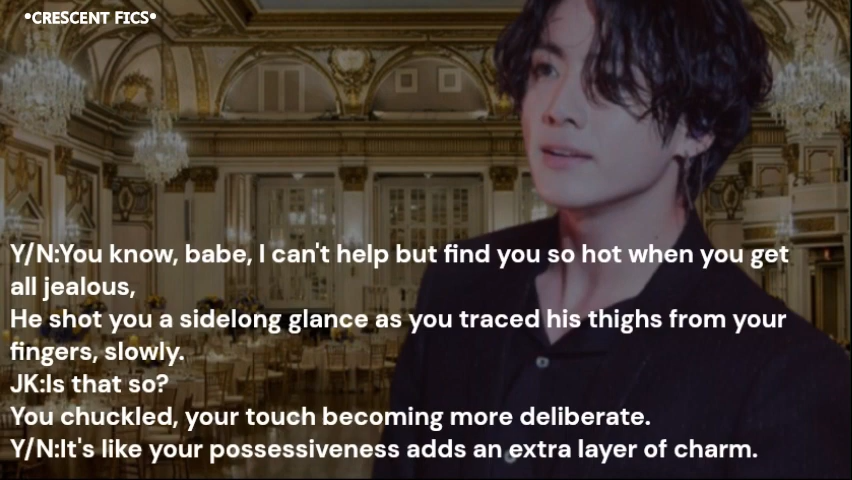 •CRESCENT FICS•
Y/N:You know, babe, I can't help but find you so hot when you get
all jealous,
He shot you a sidelong glance as you traced his thighs from your
fingers, slowly.
JK:Is that so?
You chuckled, your touch becoming more deliberate.
Y/N:It's like your possessiveness adds an extra layer of charm.